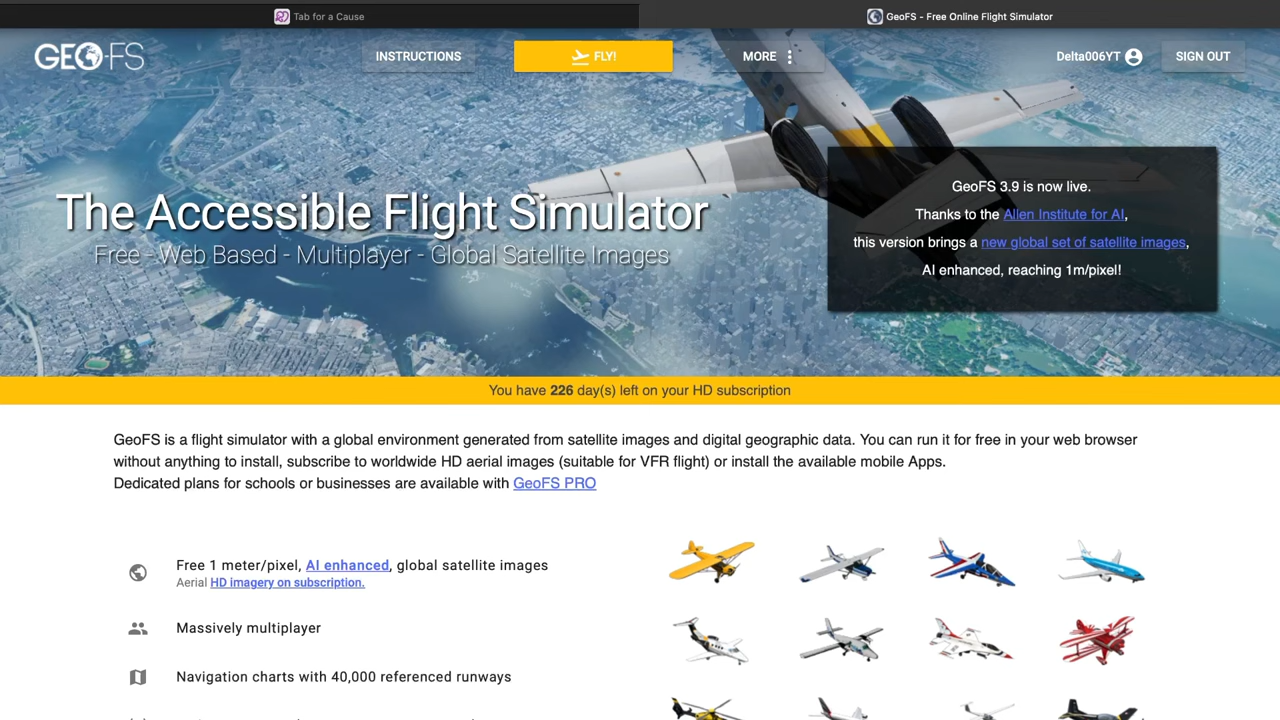 Tab for a Cause
GeoFS - Free Online Flight Simulator
GEO-FS
INSTRUCTIONS
FLY!
MORE
Delta006YT
SIGN OUT
The Accessible Flight Simulator
Free - Web Based - Multiplayer - Global Satellite Images
GeoFS 3.9 is now live.
Thanks to the Allen Institute for AI,
this version brings a new global set of satellite images,
AI enhanced, reaching 1m/pixel!
You have 226 day(s) left on your HD subscription
GeoFS is a flight simulator with a global environment generated from satellite images and digital geographic data. You can run it for free in your web browser
without anything to install, subscribe to worldwide HD aerial images (suitable for VFR flight) or install the available mobile Apps.
Dedicated plans for schools or businesses are available with GeoFS PRO
Free 1 meter/pixel, AI enhanced, global satellite images
Aerial HD imagery on subscription.
Massively multiplayer
Navigation charts with 40,000 referenced runways